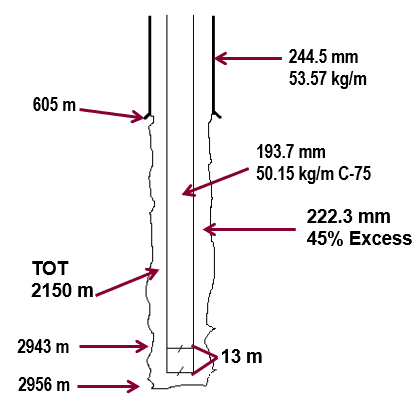 244.5 mm
53.57 kg/m
605 m
193.7 mm
50.15 kg/m C-75
222.3 mm
45% Excess
TOT
2150 m
2943 m
13 m
2956 m